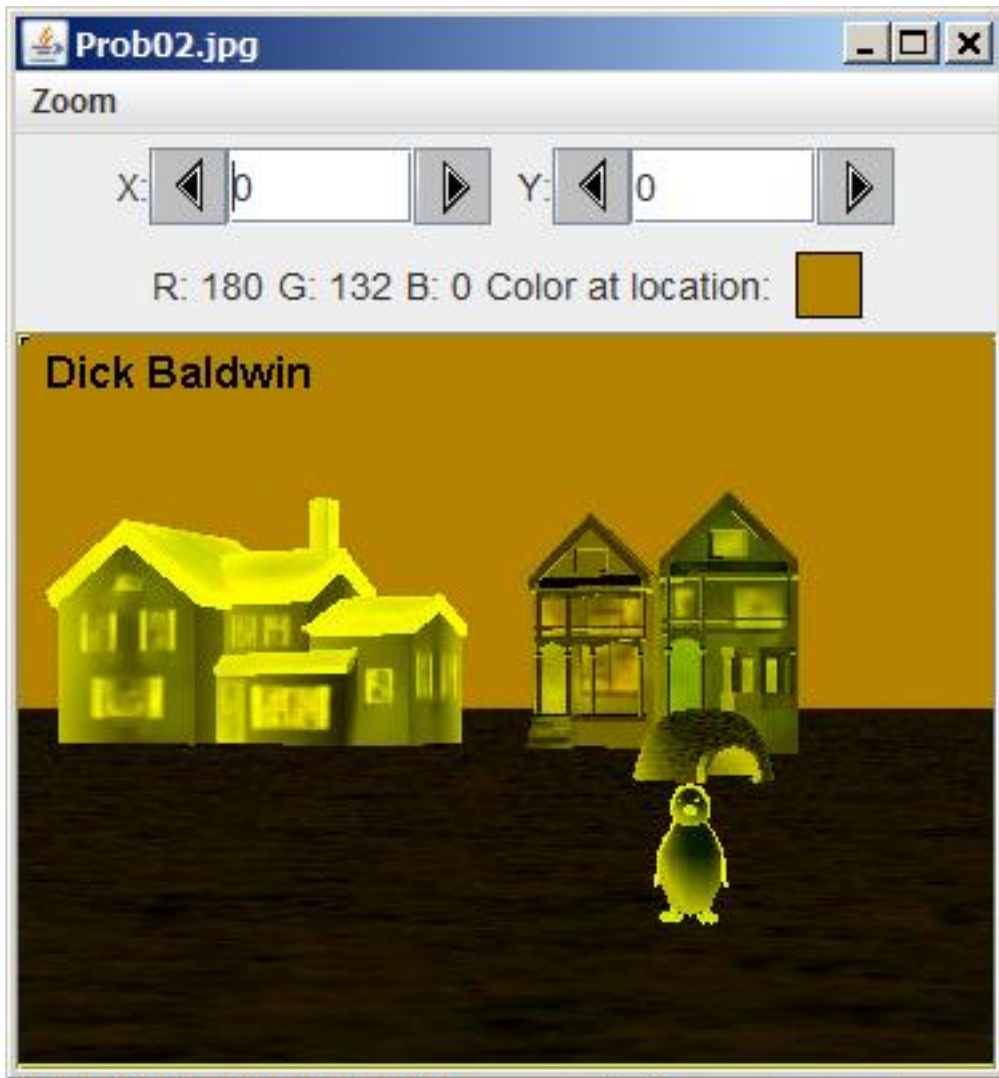 Prob02.jpg
Zoom
X: 0 Y: 0
R: 180 G: 132 B: 0 Color at location:
Dick Baldwin